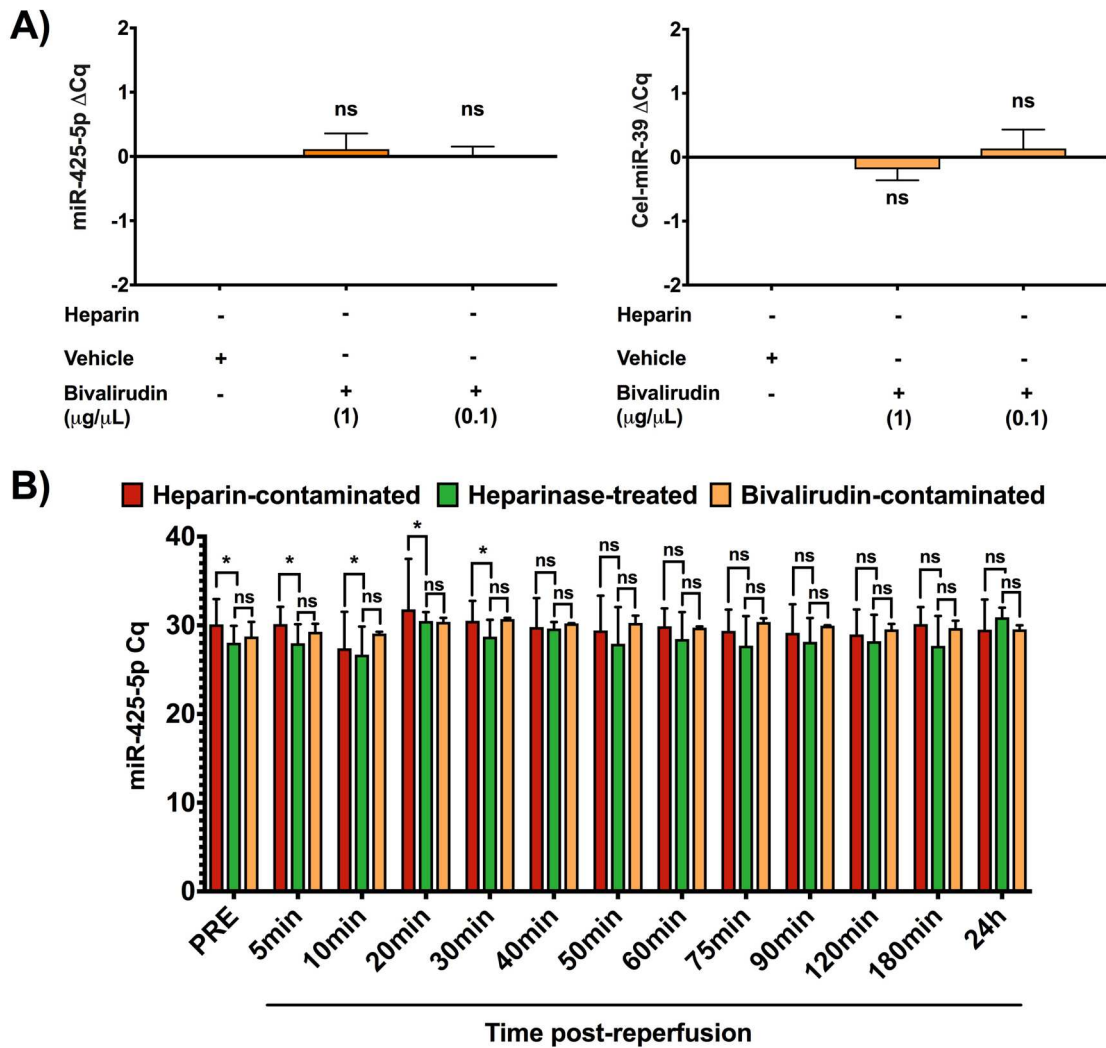 A)
miR-425-5p ΔCq
2
1
0
-1
-2
ns ns
Heparin - - -
Vehicle + - -
Bivalirudin - + +
(µg/µL) (1) (0.1)
Cel-miR-39 ΔCq
2
1
0
-1
-2
ns
ns
Heparin - - -
Vehicle + - -
Bivalirudin - + +
(µg/µL) (1) (0.1)
B)
Heparin-contaminated Heparinase-treated Bivalirudin-contaminated
miR-425-5p Cq
40
30
20
10
0
* * * * * ns ns ns ns ns ns ns ns
ns ns ns ns ns ns ns ns ns ns ns ns ns
PRE 5min 10min 20min 30min 40min 50min 60min 75min 90min 120min 180min 24h
Time post-reperfusion